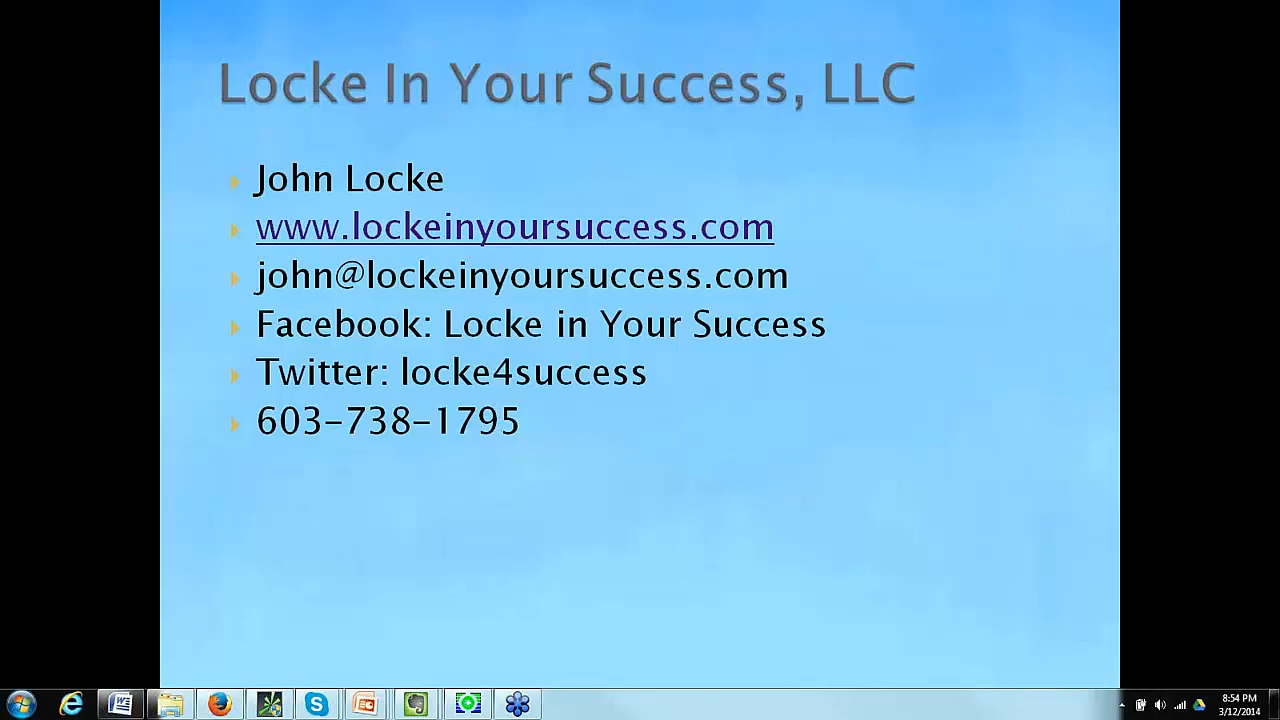 Locke In Your Success, LLC
John Locke
www.lockeinyoursuccess.com
john@lockeinyoursuccess.com
Facebook: Locke in Your Success
Twitter: locke4success
603-738-1795
8:54 PM
3/12/2014